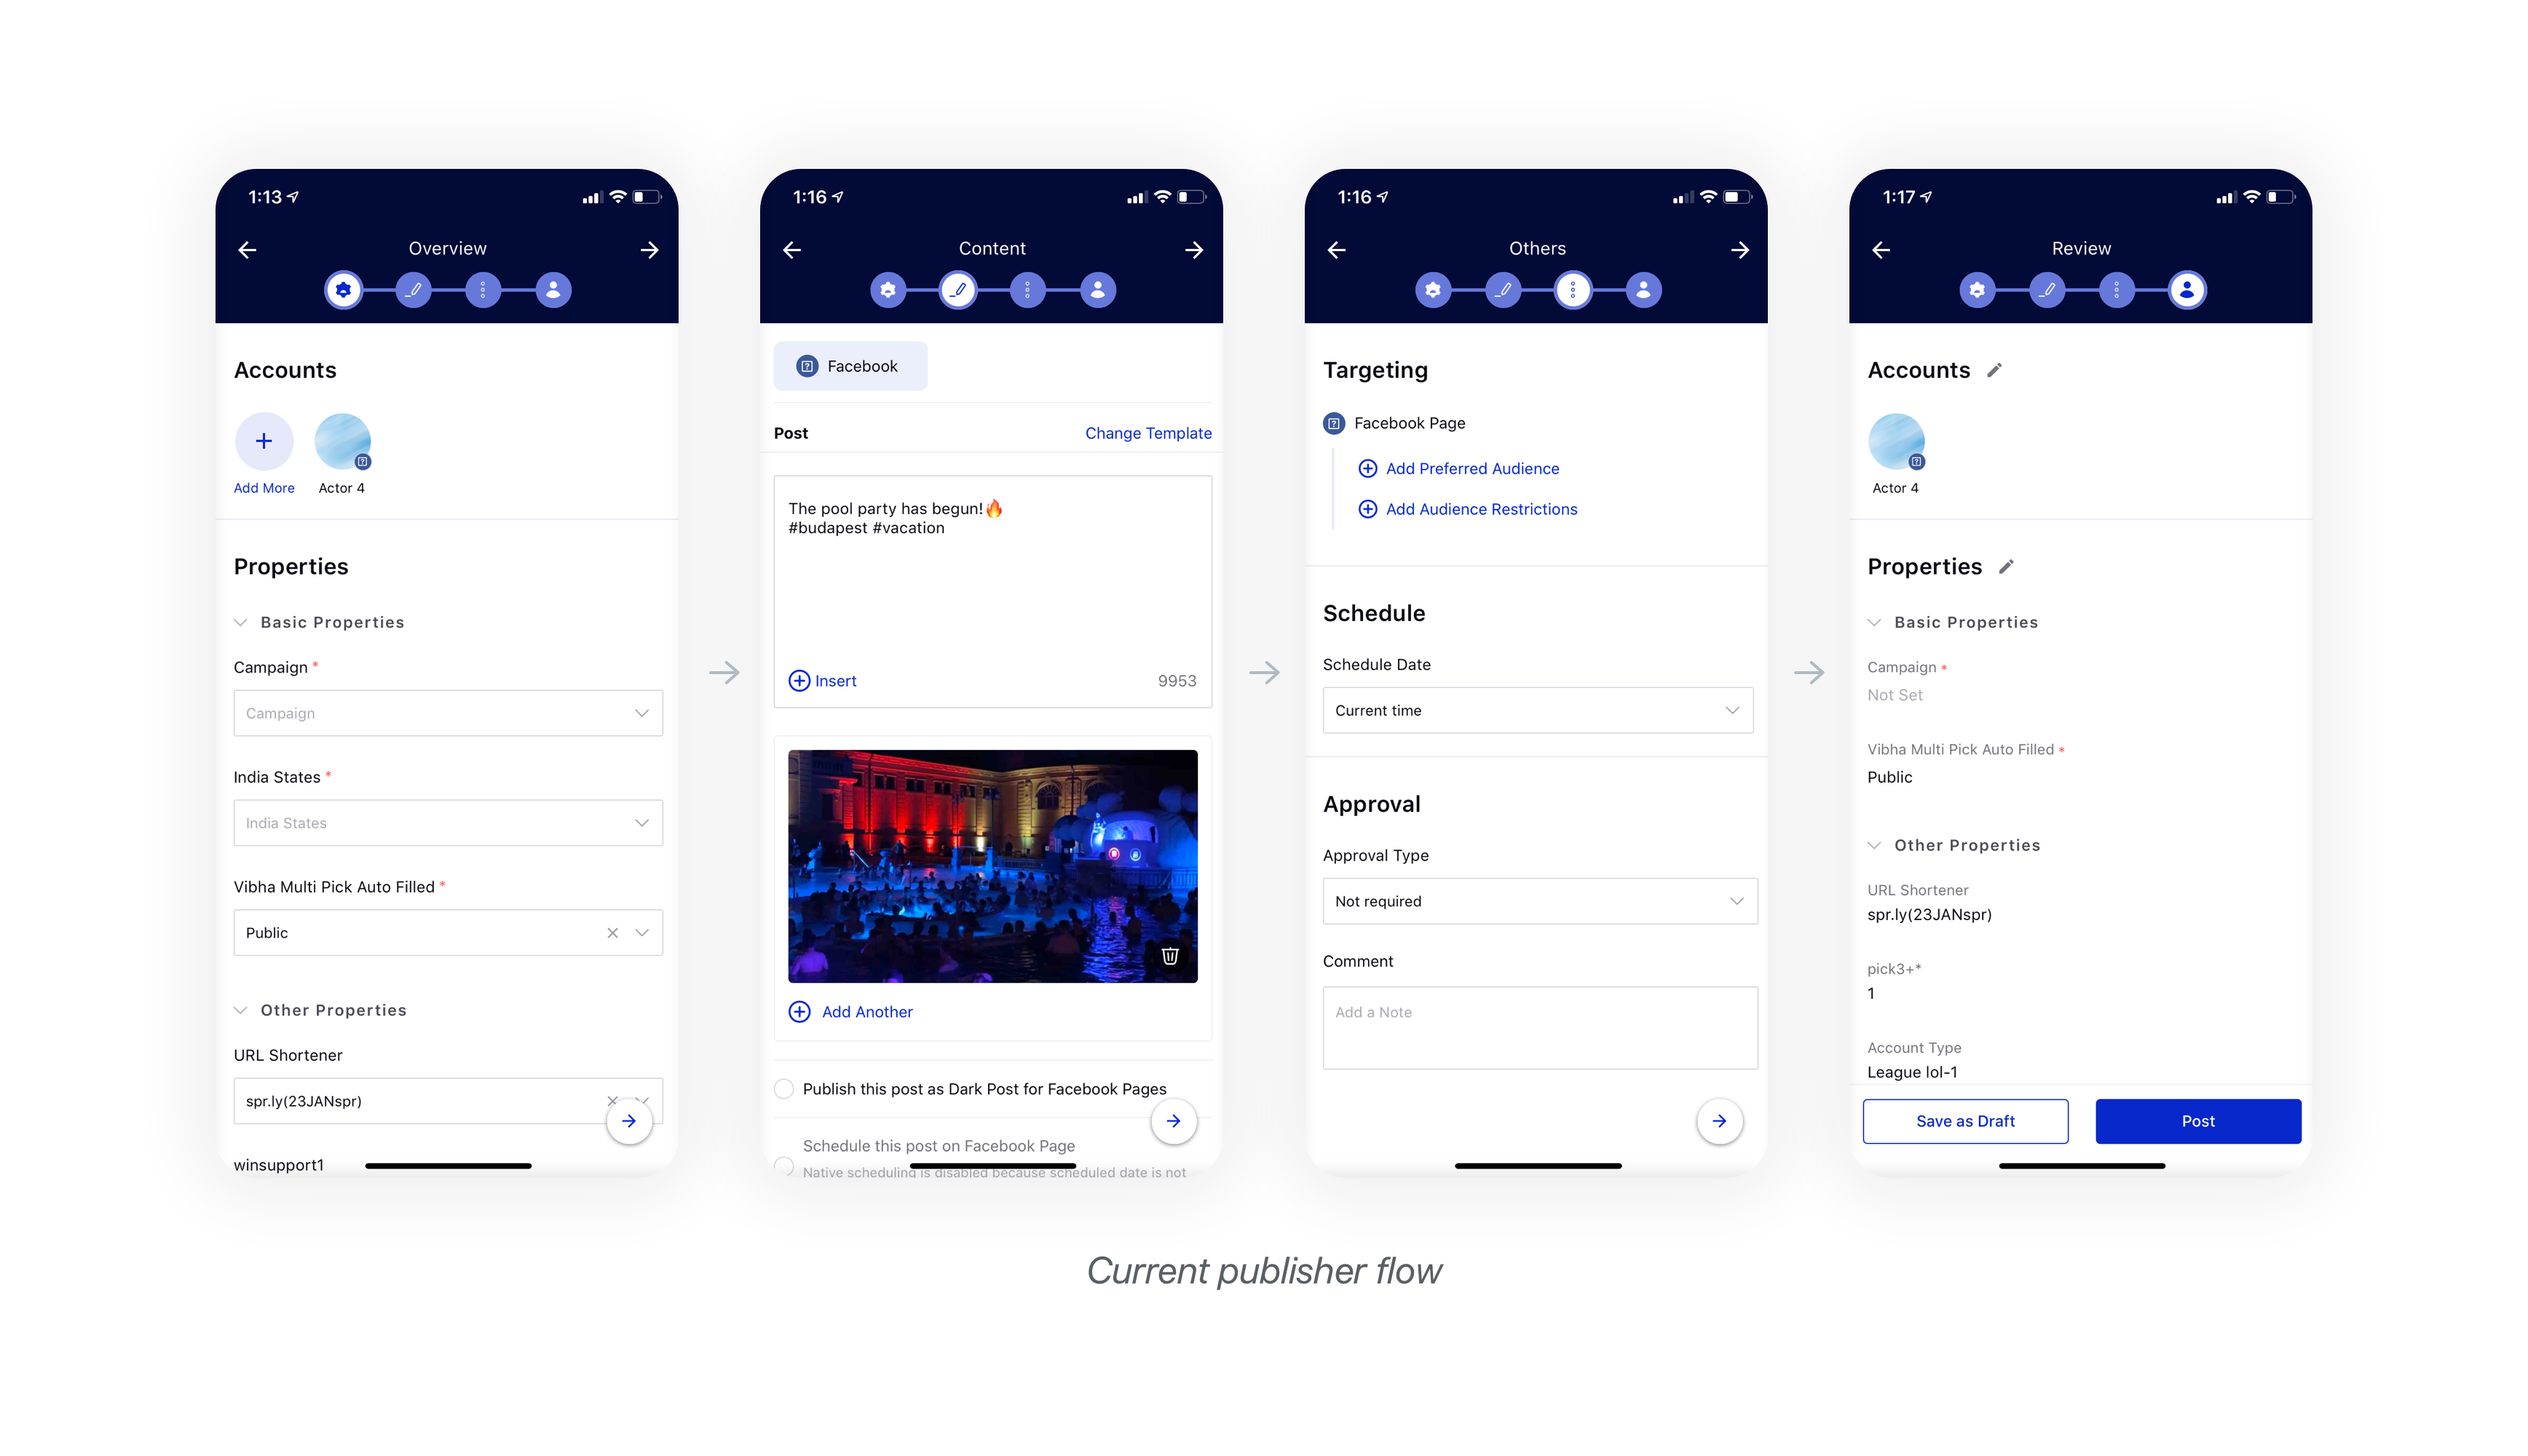 1:13
Overview
Accounts
Add More
Actor 4
Properties
Basic Properties
Campaign *
Campaign
India States *
India States
Vibha Multi Pick Auto Filled *
Public
Other Properties
URL Shortener
spr.ly(23JANspr)
winsupport1
1:16
Content
Facebook
Post
Change Template
The pool party has begun!🔥
#budapest #vacation
Insert
9953
Add Another
Publish this post as Dark Post for Facebook Pages
Schedule this post on Facebook Page
Native scheduling is disabled because scheduled date is not
1:16
Others
Targeting
Facebook Page
Add Preferred Audience
Add Audience Restrictions
Schedule
Schedule Date
Current time
Approval
Approval Type
Not required
Comment
Add a Note
1:17
Review
Accounts
Actor 4
Properties
Basic Properties
Campaign *
Not Set
Vibha Multi Pick Auto Filled *
Public
Other Properties
URL Shortener
spr.ly(23JANspr)
pick3+*
1
Account Type
League lol-1
Save as Draft
Post
Current publisher flow